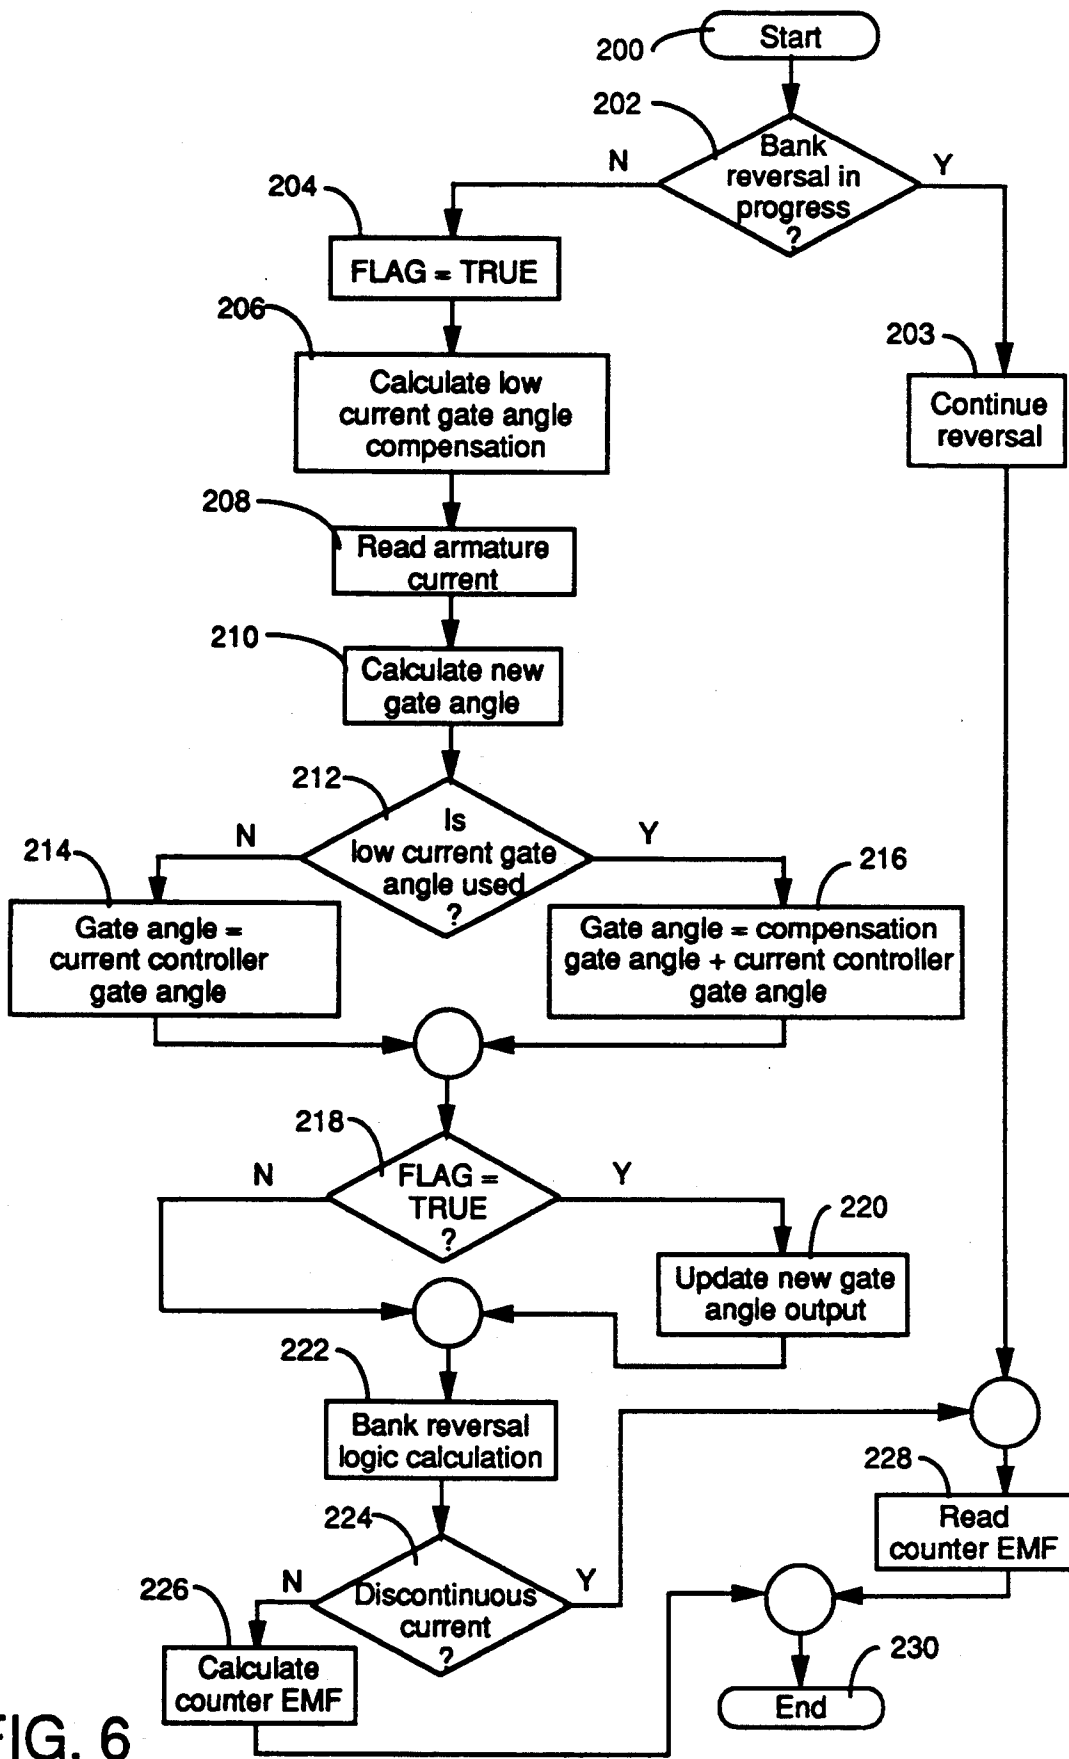 200
Start
202
Bank
reversal in
progress
?
N
Y
204
FLAG = TRUE
206
Calculate low
current gate angle
compensation
203
Continue
reversal
208
Read armature
current
210
Calculate new
gate angle
212
Is
low current gate
angle used
?
N
Y
214
Gate angle =
current controller
gate angle
216
Gate angle = compensation
gate angle + current controller
gate angle
218
FLAG =
TRUE
?
N
Y
220
Update new gate
angle output
222
Bank reversal
logic calculation
224
Discontinuous
current
?
N
Y
226
Calculate
counter EMF
228
Read
counter EMF
230
End
FIG. 6